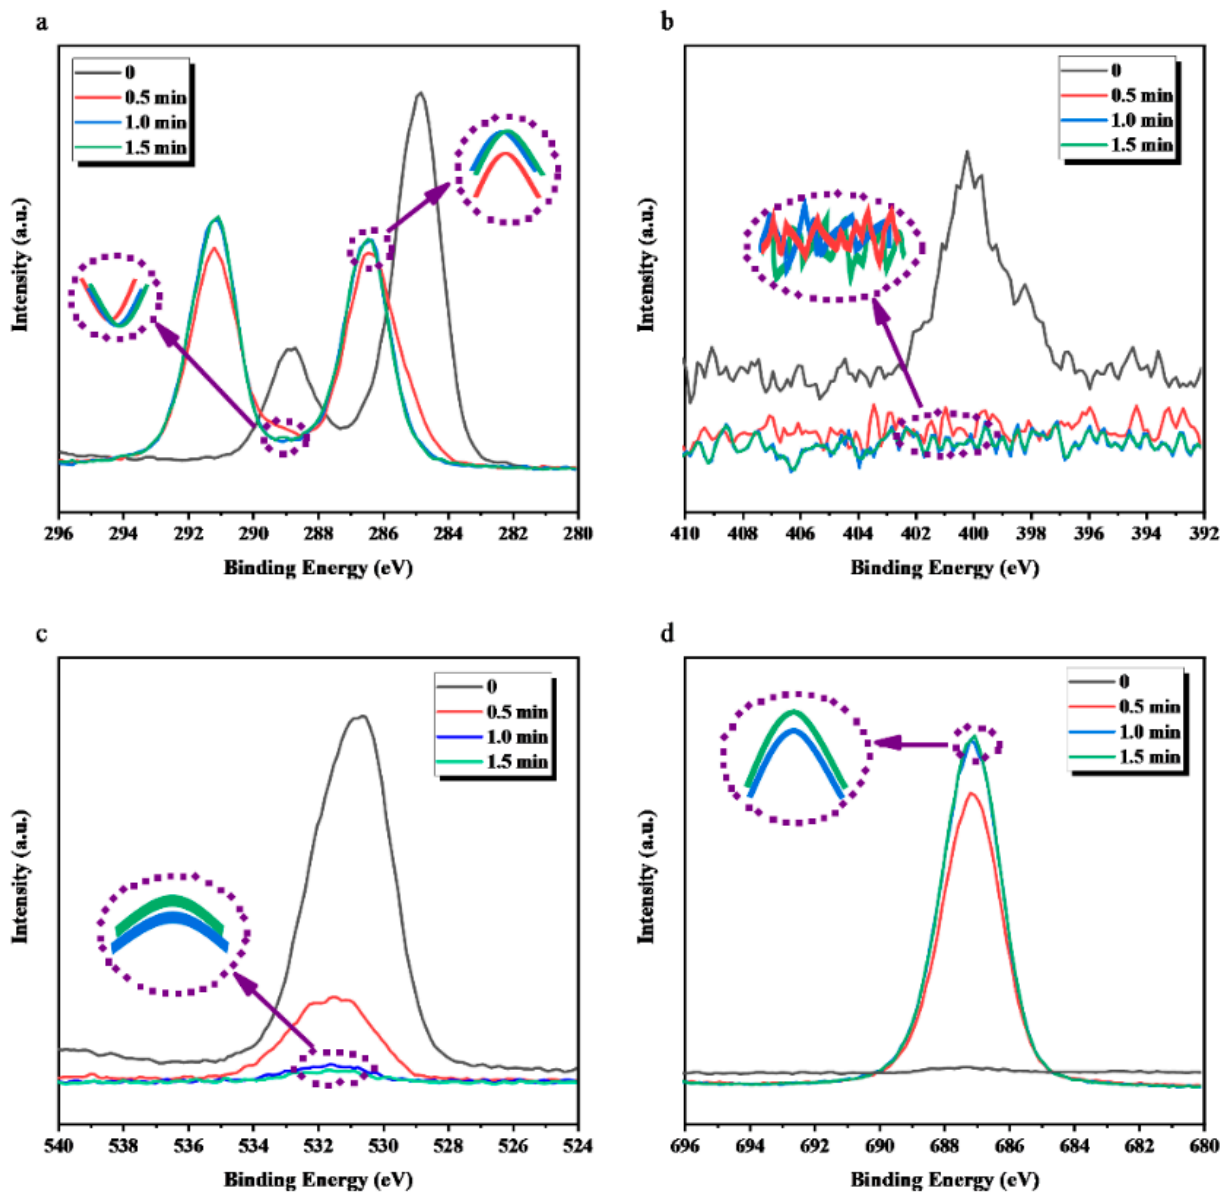 a
0
0.5 min
1.0 min
1.5 min
Intensity (a.u.)
296 294 292 290 288 286 284 282 280
Binding Energy (eV)
b
0
0.5 min
1.0 min
1.5 min
Intensity (a.u.)
410 408 406 404 402 400 398 396 394 392
Binding Energy (eV)
c
0
0.5 min
1.0 min
1.5 min
Intensity (a.u.)
540 538 536 534 532 530 528 526 524
Binding Energy (eV)
d
0
0.5 min
1.0 min
1.5 min
Intensity (a.u.)
696 694 692 690 688 686 684 682 680
Binding Energy (eV)